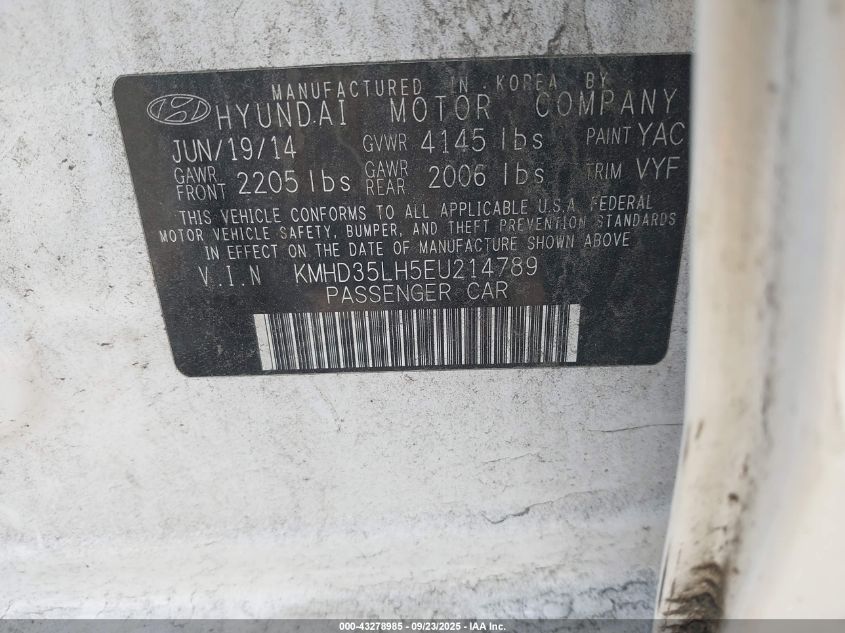 MANUFACTURED IN KOREA BY
HYUNDAI MOTOR COMPANY
JUN/19/14 GVWR 4145 lbs PAINT YAC
GAWR FRONT 2205 lbs GAWR REAR 2006 lbs TRIM VYF
THIS VEHICLE CONFORMS TO ALL APPLICABLE U.S.A. FEDERAL
MOTOR VEHICLE SAFETY, BUMPER, AND THEFT PREVENTION STANDARDS
IN EFFECT ON THE DATE OF MANUFACTURE SHOWN ABOVE
V.I.N KMHD35LH5EU214789
PASSENGER CAR
000-43278985 - 09/23/2025 - IAA Inc.